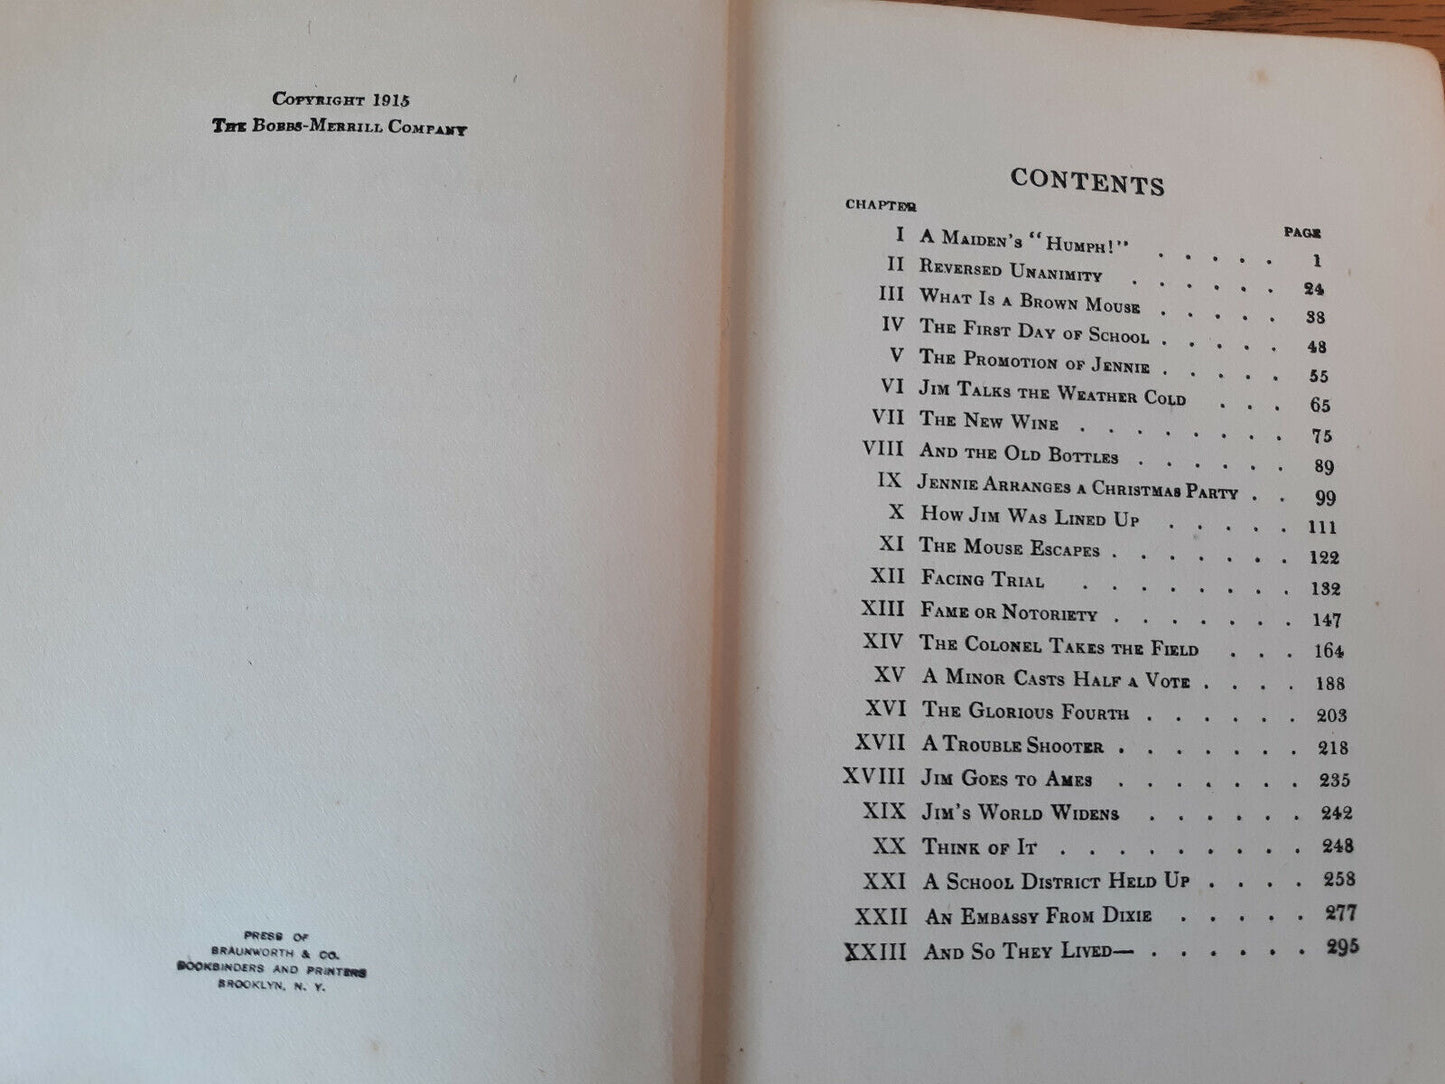 Copyright 1915
The Bobbs-Merrill Company
PRESS OF
BRAUNWORTH & CO.
BOOKBINDERS AND PRINTERS
BROOKLYN, N. Y.
CONTENTS
CHAPTER PAGE
I A Maiden's "Humph!" . . . . . 1
II Reversed Unanimity . . . . . . 24
III What Is a Brown Mouse . . . . . 38
IV The First Day of School . . . . . 48
V The Promotion of Jennie . . . . . 55
VI Jim Talks the Weather Cold . . . 65
VII The New Wine . . . . . . . . 75
VIII And the Old Bottles . . . . . . 89
IX Jennie Arranges a Christmas Party . . 99
X How Jim Was Lined Up . . . . . 111
XI The Mouse Escapes . . . . . . . 122
XII Facing Trial . . . . . . . . 132
XIII Fame or Notoriety . . . . . . . 147
XIV The Colonel Takes the Field . . . 164
XV A Minor Casts Half a Vote . . . . 188
XVI The Glorious Fourth . . . . . . 203
XVII A Trouble Shooter . . . . . . . 218
XVIII Jim Goes to Ames . . . . . . . 235
XIX Jim's World Widens . . . . . . 242
XX Think of It . . . . . . . . . 248
XXI A School District Held Up . . . . 258
XXII An Embassy From Dixie . . . . . 277
XXIII And So They Lived— . . . . . . 295